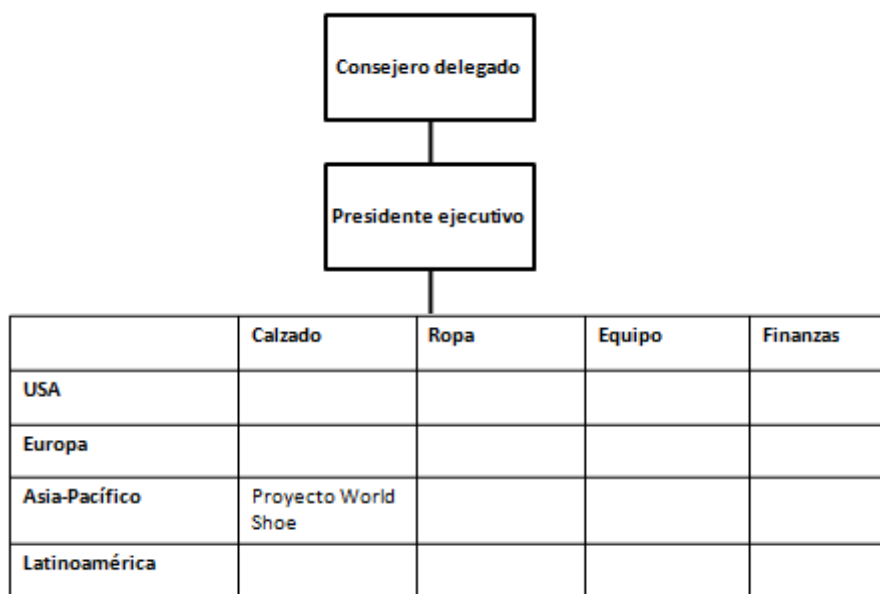 Consejero delegado
Presidente ejecutivo
Calzado Ropa Equipo Finanzas
USA
Europa
Asia-Pacífico Proyecto World
Shoe
Latinoamérica